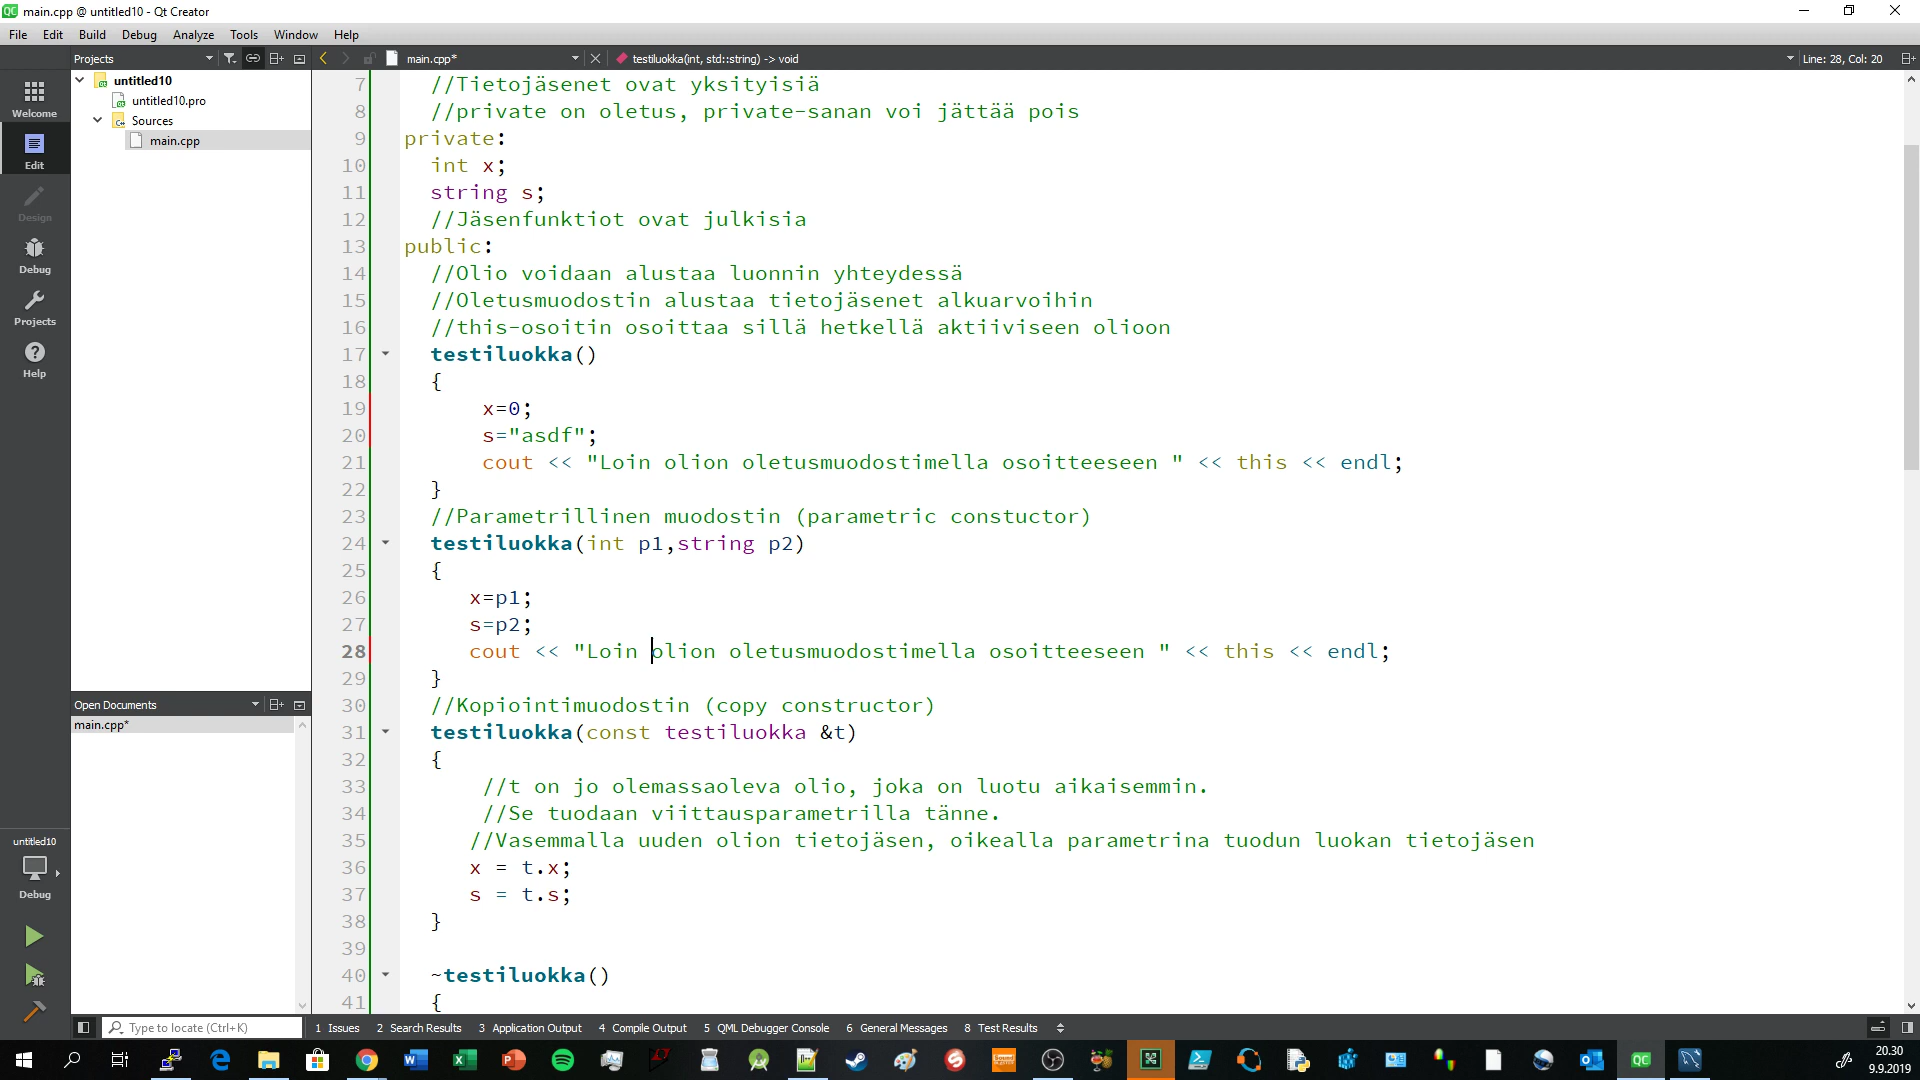 main.cpp @ untitled10 - Qt Creator
File Edit Build Debug Analyze Tools Window Help
Projects main.cpp* testiluokka(int, std::string) -> void Line: 28, Col: 20
Welcome
Edit
Design
Debug
Projects
Help
untitled10
Debug
untitled10
untitled10.pro
Sources
main.cpp
Open Documents
main.cpp*
7 //Tietojäsenet ovat yksityisiä
8 //private on oletus, private-sanan voi jättää pois
9 private:
10 int x;
11 string s;
12 //Jäsenfunktiot ovat julkisia
13 public:
14 //Olio voidaan alustaa luonnin yhteydessä
15 //Oletusmuodostin alustaa tietojäsenet alkuarvoihin
16 //this-osoitin osoittaa sillä hetkellä aktiiviseen olioon
17 testiluokka()
18 {
19 x=0;
20 s="asdf";
21 cout << "Loin olion oletusmuodostimella osoitteeseen " << this << endl;
22 }
23 //Parametrillinen muodostin (parametric constuctor)
24 testiluokka(int p1,string p2)
25 {
26 x=p1;
27 s=p2;
28 cout << "Loin olion oletusmuodostimella osoitteeseen " << this << endl;
29 }
30 //Kopiointimuodostin (copy constructor)
31 testiluokka(const testiluokka &t)
32 {
33 //t on jo olemassaoleva olio, joka on luotu aikaisemmin.
34 //Se tuodaan viittausparametrilla tänne.
35 //Vasemmalla uuden olion tietojäsen, oikealla parametrina tuodun luokan tietojäsen
36 x = t.x;
37 s = t.s;
38 }
39
40 ~testiluokka()
41 {
Type to locate (Ctrl+K) 1 Issues 2 Search Results 3 Application Output 4 Compile Output 5 QML Debugger Console 6 General Messages 8 Test Results
20.30
9.9.2019